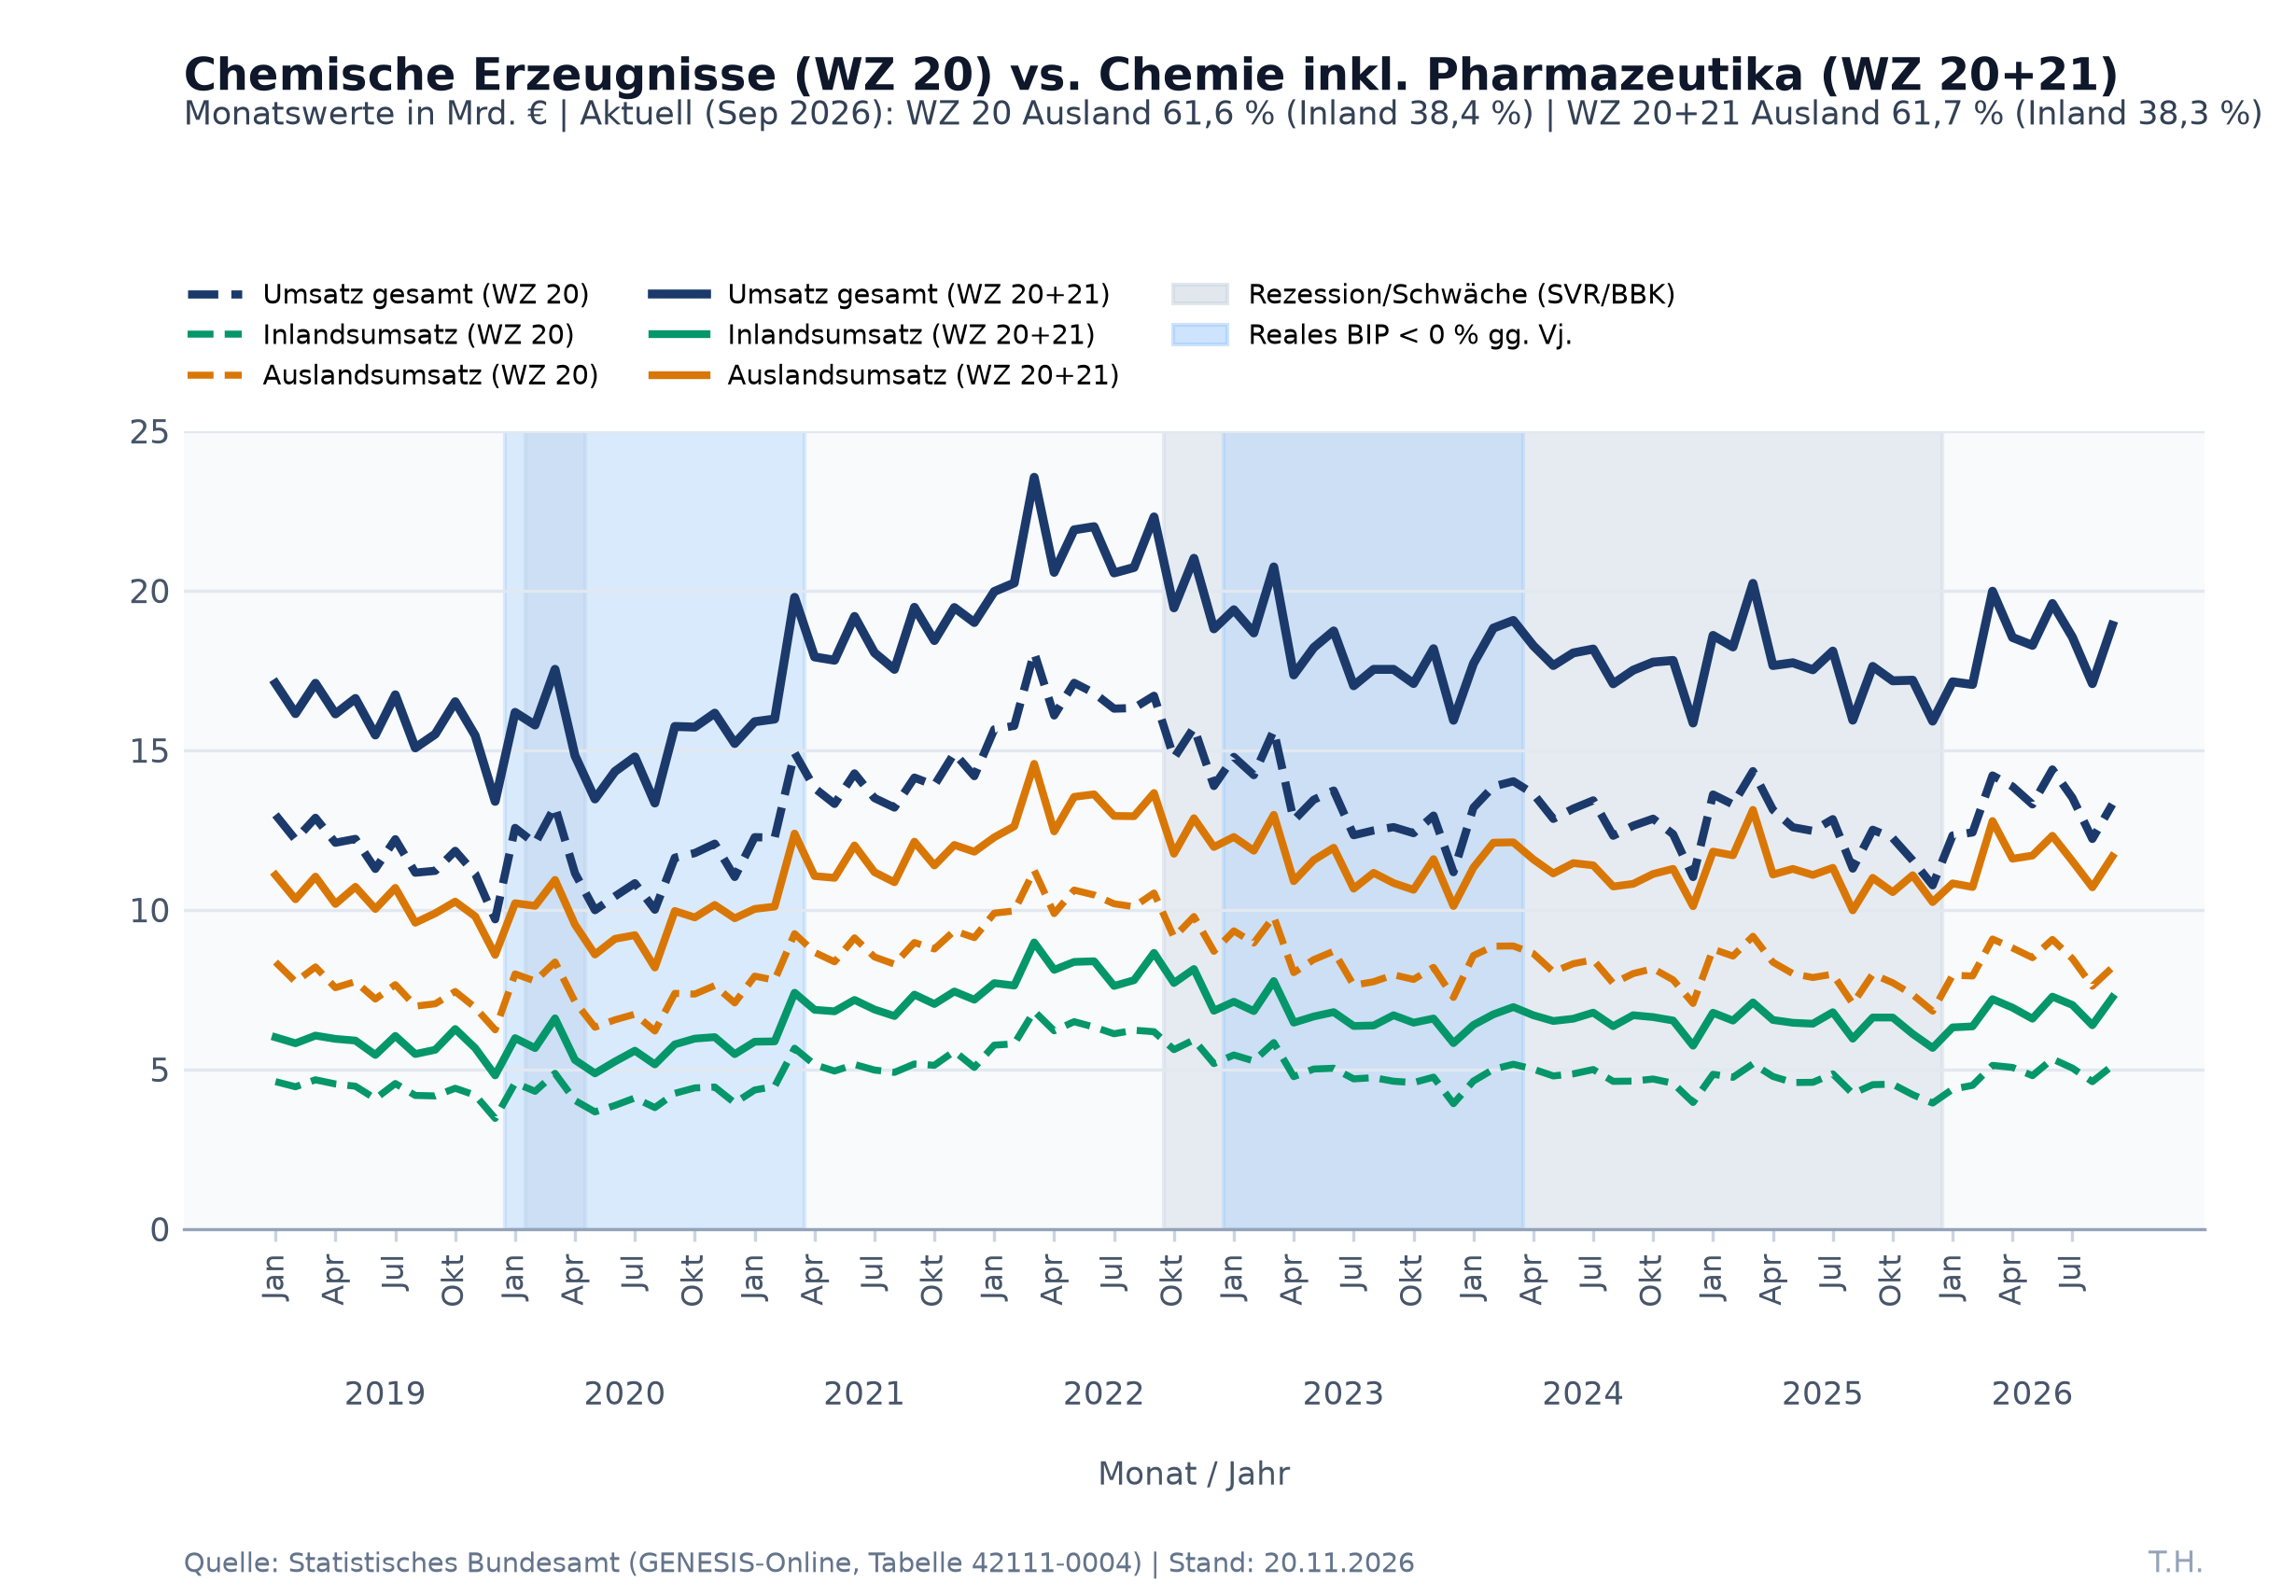 Chemische Erzeugnisse (WZ 20) vs. Chemie inkl. Pharmazeutika (WZ 20+21)
Monatswerte in Mrd. € | Aktuell (Sep 2026): WZ 20 Ausland 61,6 % (Inland 38,4 %) | WZ 20+21 Ausland 61,7 % (Inland 38,3 %)
Umsatz gesamt (WZ 20) Umsatz gesamt (WZ 20+21) Rezession/Schwäche (SVR/BBK)
Inlandsumsatz (WZ 20) Inlandsumsatz (WZ 20+21) Reales BIP < 0 % gg. Vj.
Auslandsumsatz (WZ 20) Auslandsumsatz (WZ 20+21)
25
20
15
10
5
0
Jan Apr Jul Okt Jan Apr Jul Okt Jan Apr Jul Okt Jan Apr Jul Okt Jan Apr Jul Okt Jan Apr Jul Okt Jan Apr Jul Okt Jan Apr Jul
2019 2020 2021 2022 2023 2024 2025 2026
Monat / Jahr
Quelle: Statistisches Bundesamt (GENESIS-Online, Tabelle 42111-0004) | Stand: 20.11.2026 T.H.